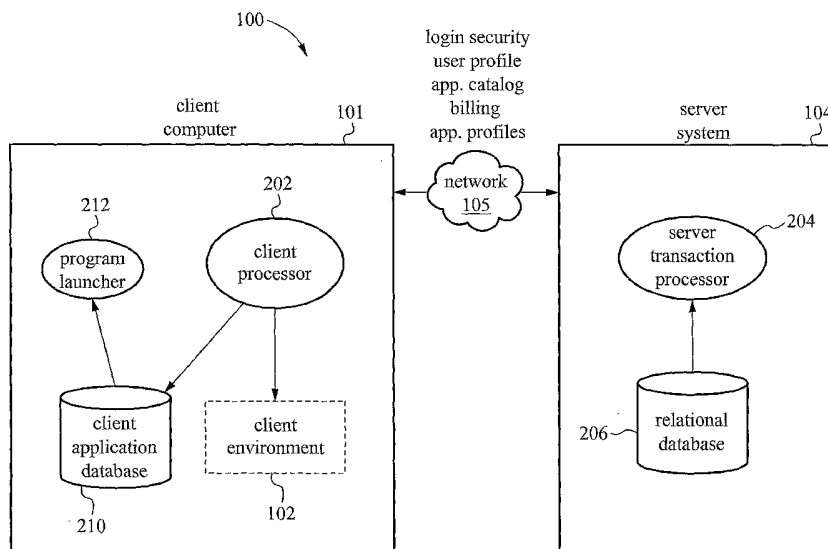 100
login security
user profile
app. catalog
billing
app. profiles
client
computer
101
server
system
104
network
105
212
program
launcher
202
client
processor
server
transaction
processor
204
client
application
database
210
client
environment
102
206
relational
database